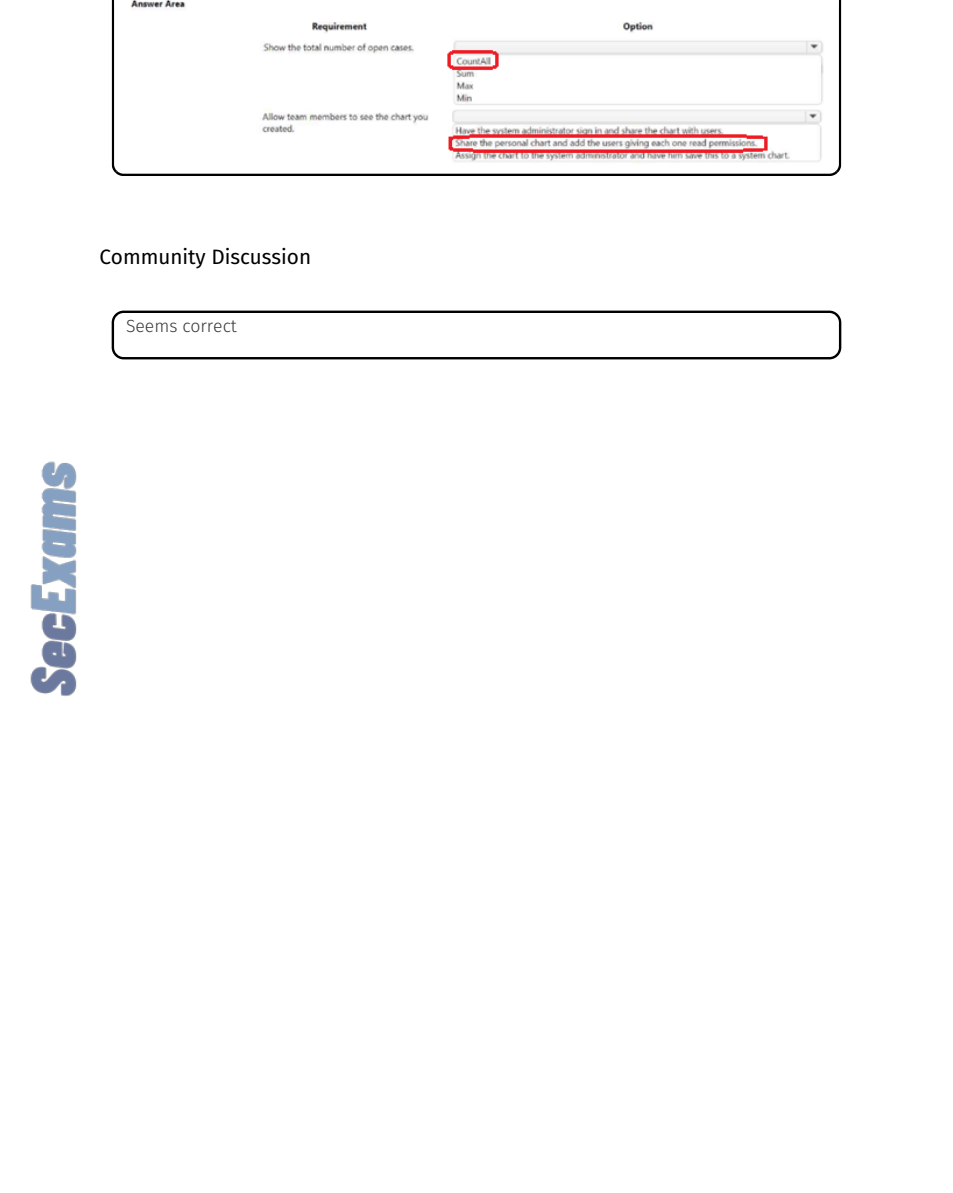 Answer Area
Requirement Option
Show the total number of open cases.
CountAll
Sum
Max
Min
Allow team members to see the chart you
created.
Have the system administrator sign in and share the chart with users.
Share the personal chart and add the users giving each one read permissions.
Assign the chart to the system administrator and have him save this to a system chart.
Community Discussion
Seems correct
SecExams